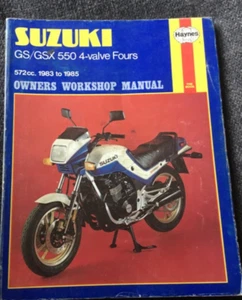 SUZUKI
Haynes
GS/GSX 550 4-valve Fours
572cc. 1983 to 1985
OWNERS WORKSHOP MANUAL
SUZUKI